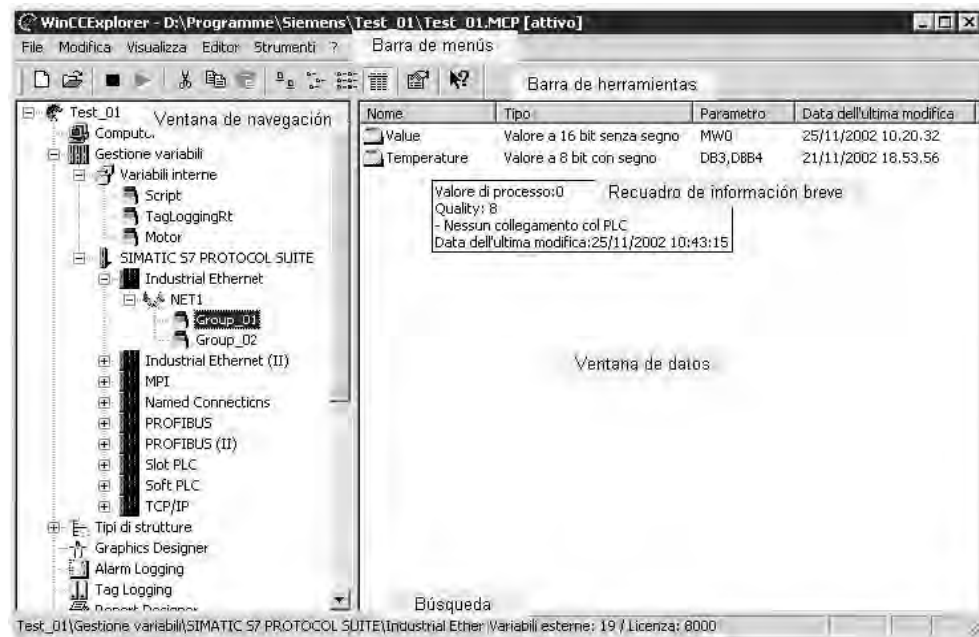 WinCCExplorer - D:\Programme\Siemens\Test_01\Test_01.MCP [attivo]
File Modifica Visualizza Editor Strumenti ? Barra de menús
Barra de herramientas
Test_01
Ventana de navegación
Gestione variabili
Variabili interne
Script
TagLoggingRt
Motor
SIMATIC S7 PROTOCOL SUITE
Industrial Ethernet
NET1
Group_01
Group_02
Industrial Ethernet (II)
MPI
Named Connections
PROFIBUS
PROFIBUS (II)
Slot PLC
Soft PLC
TCP/IP
Tipi di strutture
Graphics Designer
Alarm Logging
Tag Logging
Nome Tipo Parametro Data dell'ultima modifica
Value Valore a 16 bit senza segno MW0 25/11/2002 10.20.32
Temperature Valore a 8 bit con segno DB3,DBB4 21/11/2002 18.53.56
Valore di processo:0
Recuadro de información breve
Quality: 8
- Nessun collegamento col PLC
Data dell'ultima modifica:25/11/2002 10:43:15
Ventana de datos
Búsqueda
Test_01\Gestione variabili\SIMATIC S7 PROTOCOL SUITE\Industrial Ether Variabili esterne: 19 / Licenza: 8000